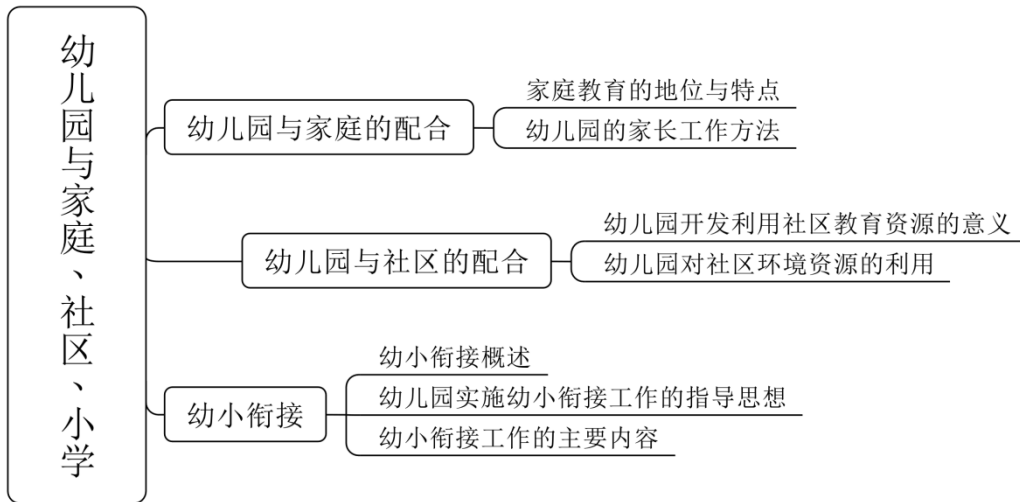 幼儿园与家庭、社区、小学
幼儿园与家庭的配合
家庭教育的地位与特点
幼儿园的家长工作方法
幼儿园与社区的配合
幼儿园开发利用社区教育资源的意义
幼儿园对社区环境资源的利用
幼小衔接
幼小衔接概述
幼儿园实施幼小衔接工作的指导思想
幼小衔接工作的主要内容